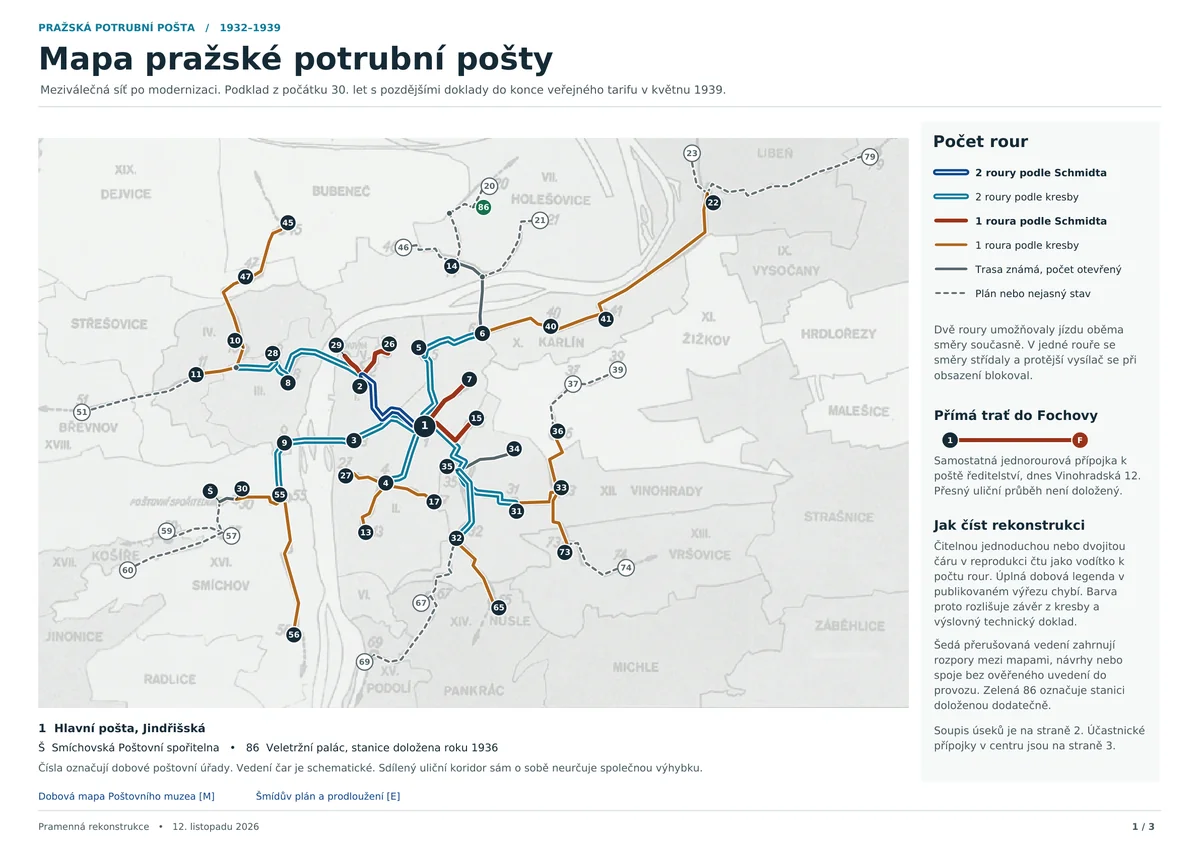 PRAŽSKÁ POTRUBNÍ POŠTA / 1932–1939
Mapa pražské potrubní pošty
Meziválečná síť po modernizaci. Podklad z počátku 30. let s pozdějšími doklady do konce veřejného tarifu v květnu 1939.
XIX.
DEJVICE
BUBENEČ
VII.
HOLEŠOVICE
LIBEŇ
IX.
VYSOČANY
STŘEŠOVICE
IV.
X. KARLÍN
XI.
ŽIŽKOV
HRDLOŘEZY
III.
I.
BŘEVNOV
XVIII.
MALEŠICE
POŠTOVNÍ SPOŘITELNA
II.
XII. VINOHRADY
STRAŠNICE
XVII. KOŠÍŘE
XVI.
SMÍCHOV
XIII.
VRŠOVICE
VI.
XIV. NUSLE
JINONICE
ZÁBĚHLICE
RADLICE
XV.
PODOLÍ
PANKRÁC
MICHLE
23
79
20
86
22
45
21
46
14
47
41
40
6
10
29
26
5
28
11
8
2
7
39
37
51
15
1
36
9
3
34
35
27
4
33
Š
30
55
17
31
59
57
13
32
73
60
74
67
65
56
69
Počet rour
2 roury podle Schmidta
2 roury podle kresby
1 roura podle Schmidta
1 roura podle kresby
Trasa známá, počet otevřený
Plán nebo nejasný stav
Dvě roury umožňovaly jízdu oběma
směry současně. V jedné rouře se
směry střídaly a protější vysílač se při
obsazení blokoval.
Přímá trať do Fochovy
1 F
Samostatná jednorourová přípojka k
poště ředitelství, dnes Vinohradská 12.
Přesný uliční průběh není doložený.
Jak číst rekonstrukci
Čitelnou jednoduchou nebo dvojitou
čáru v reprodukci čtu jako vodítko k
počtu rour. Úplná dobová legenda v
publikovaném výřezu chybí. Barva
proto rozlišuje závěr z kresby a
výslovný technický doklad.
Šedá přerušovaná vedení zahrnují
rozpory mezi mapami, návrhy nebo
spoje bez ověřeného uvedení do
provozu. Zelená 86 označuje stanici
doloženou dodatečně.
Soupis úseků je na straně 2. Účastnické
přípojky v centru jsou na straně 3.
1 Hlavní pošta, Jindřišská
Š Smíchovská Poštovní spořitelna • 86 Veletržní palác, stanice doložena roku 1936
Čísla označují dobové poštovní úřady. Vedení čar je schematické. Sdílený uliční koridor sám o sobě neurčuje společnou výhybku.
Dobová mapa Poštovního muzea [M] Šmídův plán a prodloužení [E]
Pramenná rekonstrukce • 12. listopadu 2026 1 / 3